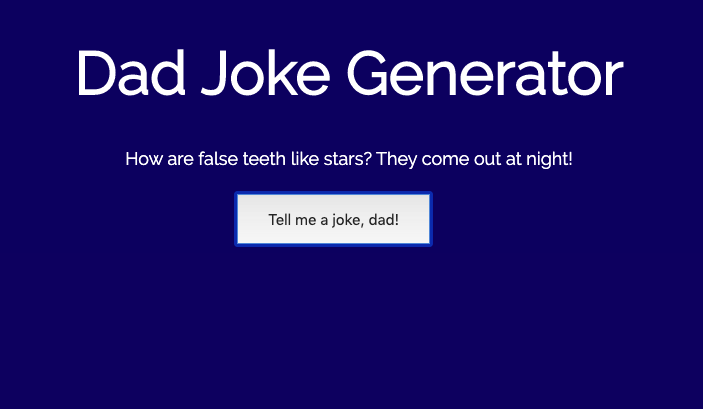 Dad Joke Generator
How are false teeth like stars? They come out at night!
Tell me a joke, dad!